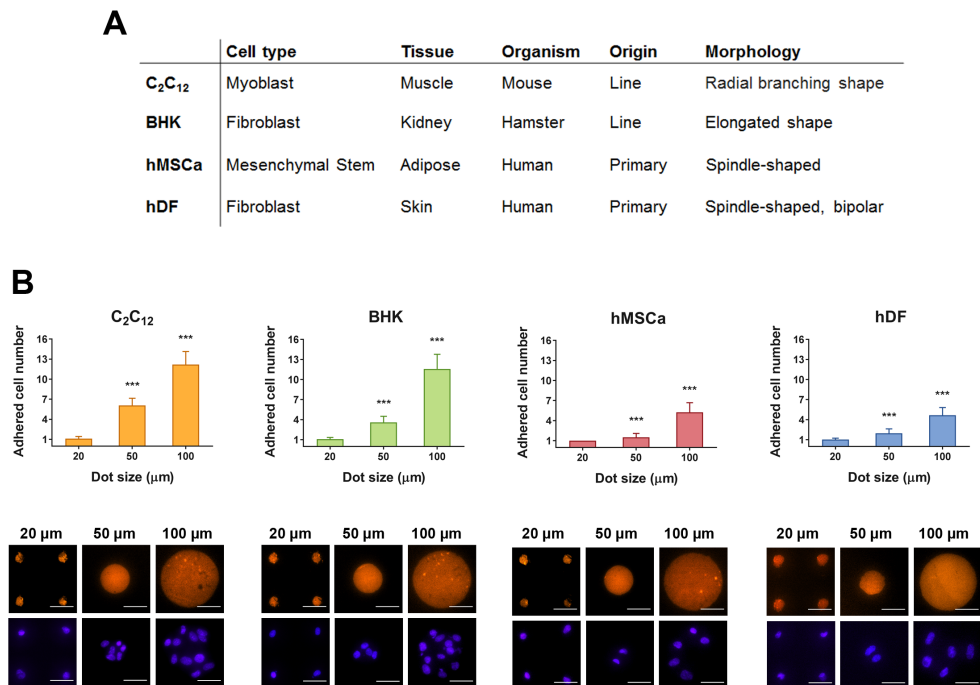 A
Cell type Tissue Organism Origin Morphology
C₂C₁₂ Myoblast Muscle Mouse Line Radial branching shape
BHK Fibroblast Kidney Hamster Line Elongated shape
hMSCa Mesenchymal Stem Adipose Human Primary Spindle-shaped
hDF Fibroblast Skin Human Primary Spindle-shaped, bipolar
B
C₂C₁₂
Adhered cell number
16
13
10
7
4
1
***
***
20 50 100
Dot size (μm)
BHK
Adhered cell number
16
13
10
7
4
1
***
***
20 50 100
Dot size (μm)
hMSCa
Adhered cell number
16
13
10
7
4
1
***
***
20 50 100
Dot size (μm)
hDF
Adhered cell number
16
13
10
7
4
1
***
***
20 50 100
Dot size (μm)
20 μm 50 μm 100 μm
20 μm 50 μm 100 μm
20 μm 50 μm 100 μm
20 μm 50 μm 100 μm